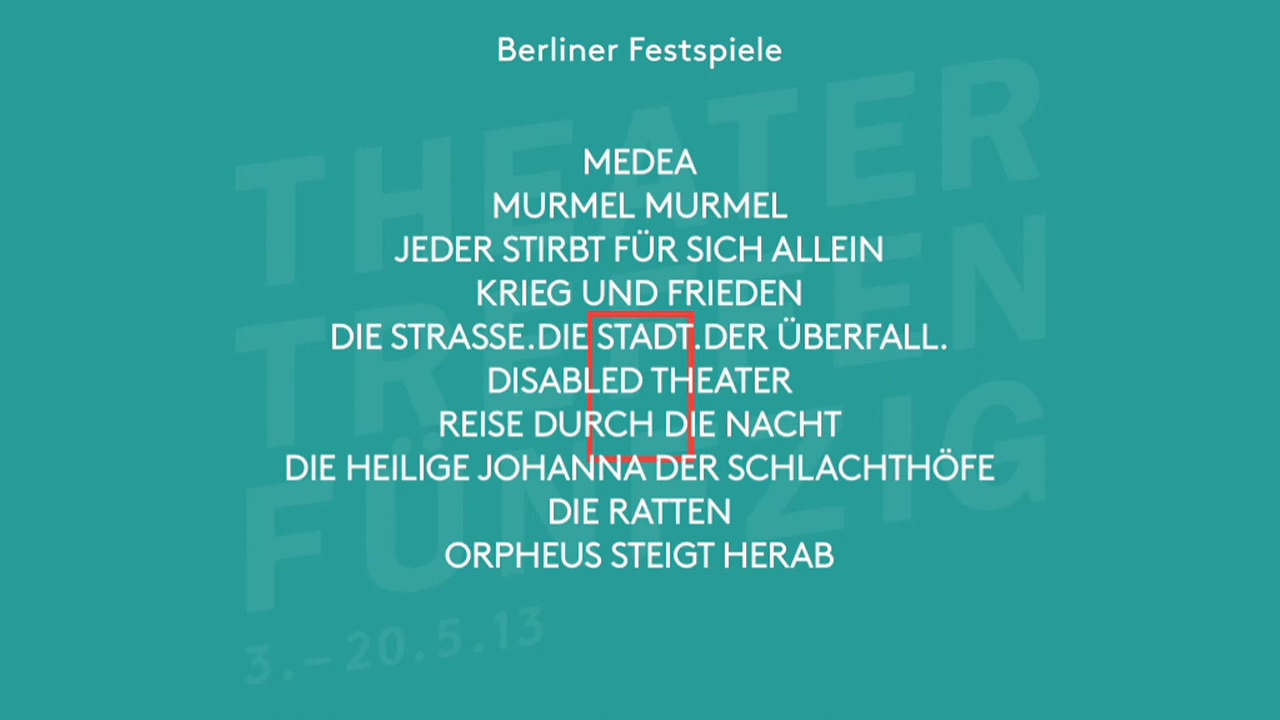 Berliner Festspiele
MEDEA
MURMEL MURMEL
JEDER STIRBT FÜR SICH ALLEIN
KRIEG UND FRIEDEN
DIE STRASSE.DIE STADT.DER ÜBERFALL.
DISABLED THEATER
REISE DURCH DIE NACHT
DIE HEILIGE JOHANNA DER SCHLACHTHÖFE
DIE RATTEN
ORPHEUS STEIGT HERAB
THEATER
TREFFEN
FÜNFZIG
3.–20.5.13